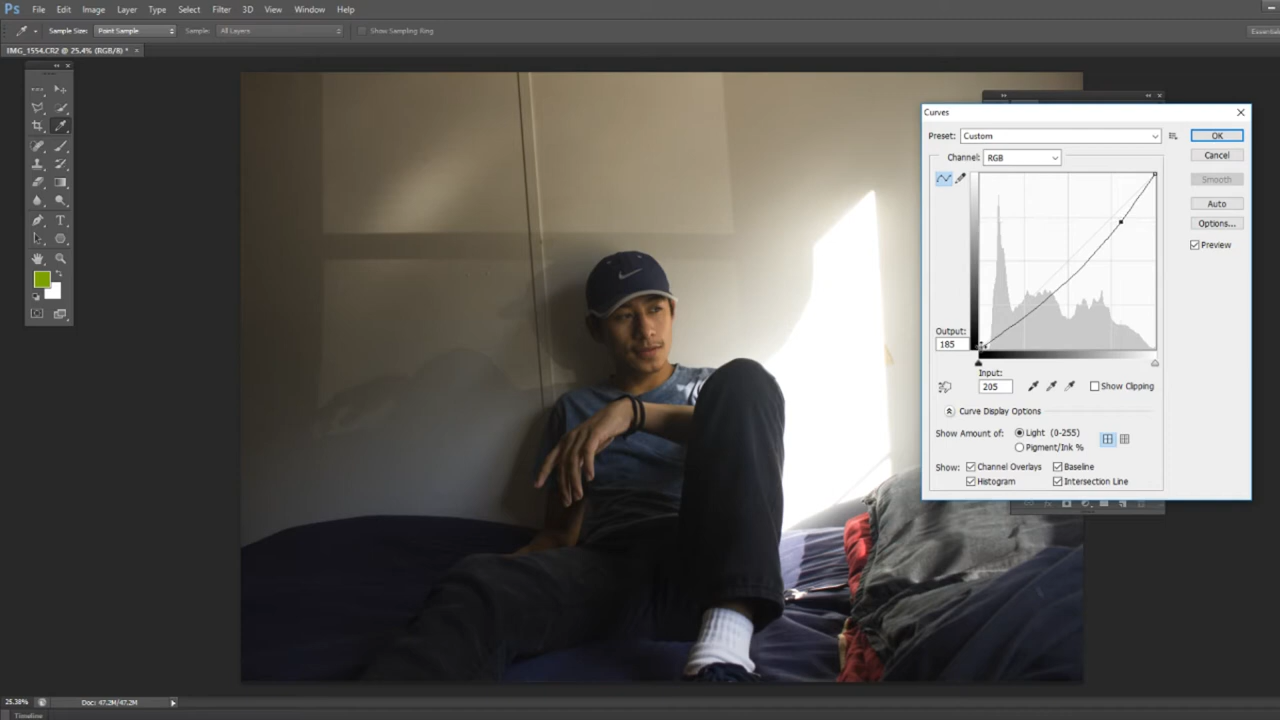 Ps File Edit Image Layer Type Select Filter 3D View Window Help
Sample Size: Point Sample Sample: All Layers Show Sampling Ring
Essentials
IMG_1554.CR2 @ 25.4% (RGB/8) * ×
Curves
Preset: Custom
OK
Channel: RGB
Cancel
Smooth
Auto
Options...
Preview
Output:
185
Input:
205
Show Clipping
Curve Display Options
Show Amount of: Light (0-255)
Pigment/Ink %
Show: Channel Overlays Baseline
Histogram Intersection Line
T
25.38% Doc: 47.2M/47.2M
Timeline